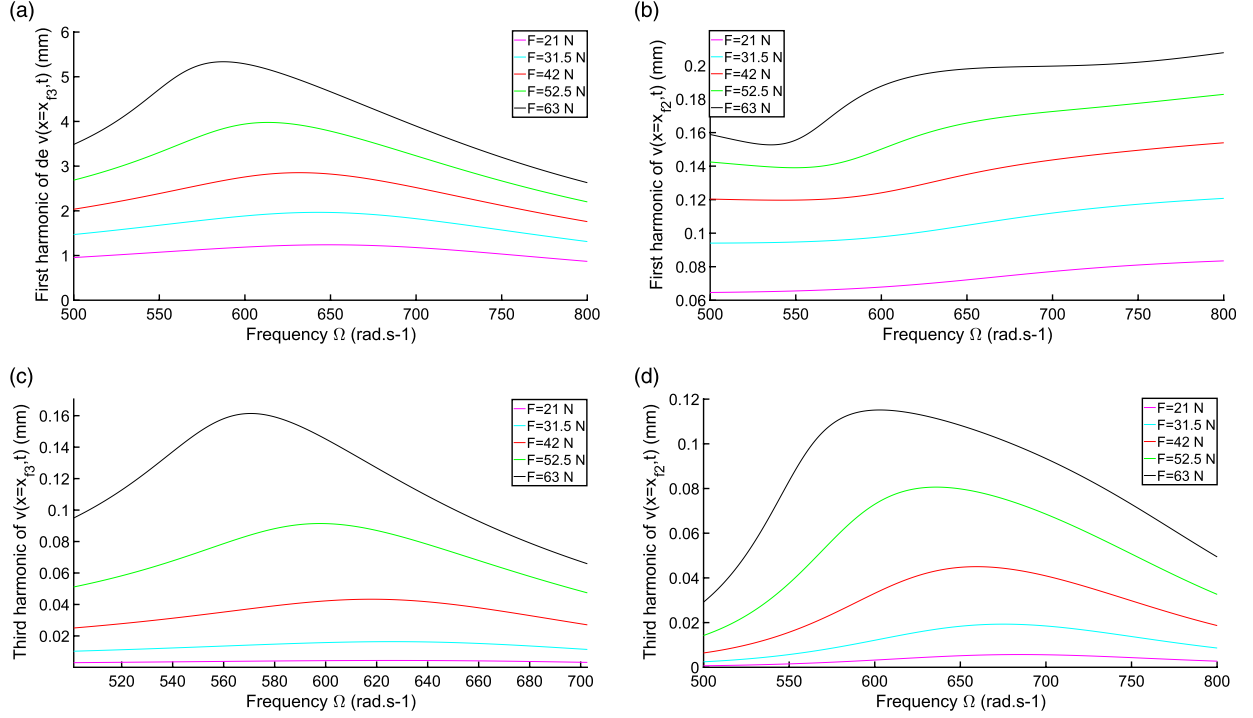 (a)
First harmonic of de v(x=x_f3,t) (mm)
6
5
4
3
2
1
0
500 550 600 650 700 750 800
Frequency Ω (rad.s-1)
F=21 N
F=31.5 N
F=42 N
F=52.5 N
F=63 N
(b)
First harmonic of v(x=x_f2,t) (mm)
0.2
0.18
0.16
0.14
0.12
0.1
0.08
0.06
500 550 600 650 700 750 800
Frequency Ω (rad.s-1)
F=21 N
F=31.5 N
F=42 N
F=52.5 N
F=63 N
(c)
Third harmonic of v(x=x_f3,t) (mm)
0.16
0.14
0.12
0.1
0.08
0.06
0.04
0.02
520 540 560 580 600 620 640 660 680 700
Frequency Ω (rad.s-1)
F=21 N
F=31.5 N
F=42 N
F=52.5 N
F=63 N
(d)
Third harmonic of v(x=x_f2,t) (mm)
0.12
0.1
0.08
0.06
0.04
0.02
0
500 550 600 650 700 750 800
Frequency Ω (rad.s-1)
F=21 N
F=31.5 N
F=42 N
F=52.5 N
F=63 N